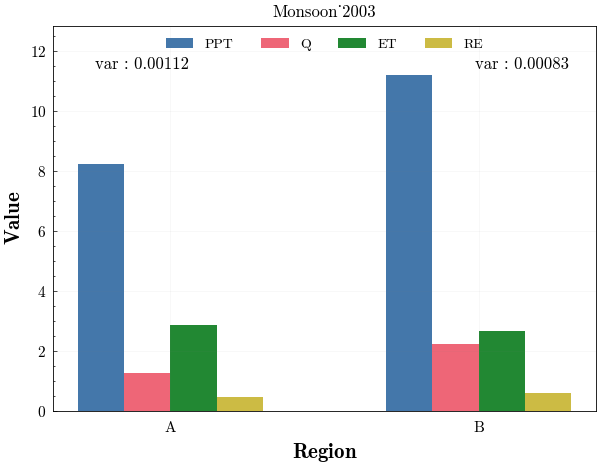 Monsoon˙2003
PPT Q ET RE
var : 0.00112 var : 0.00083
12
10
8
6
4
2
0
Value
A B
Region